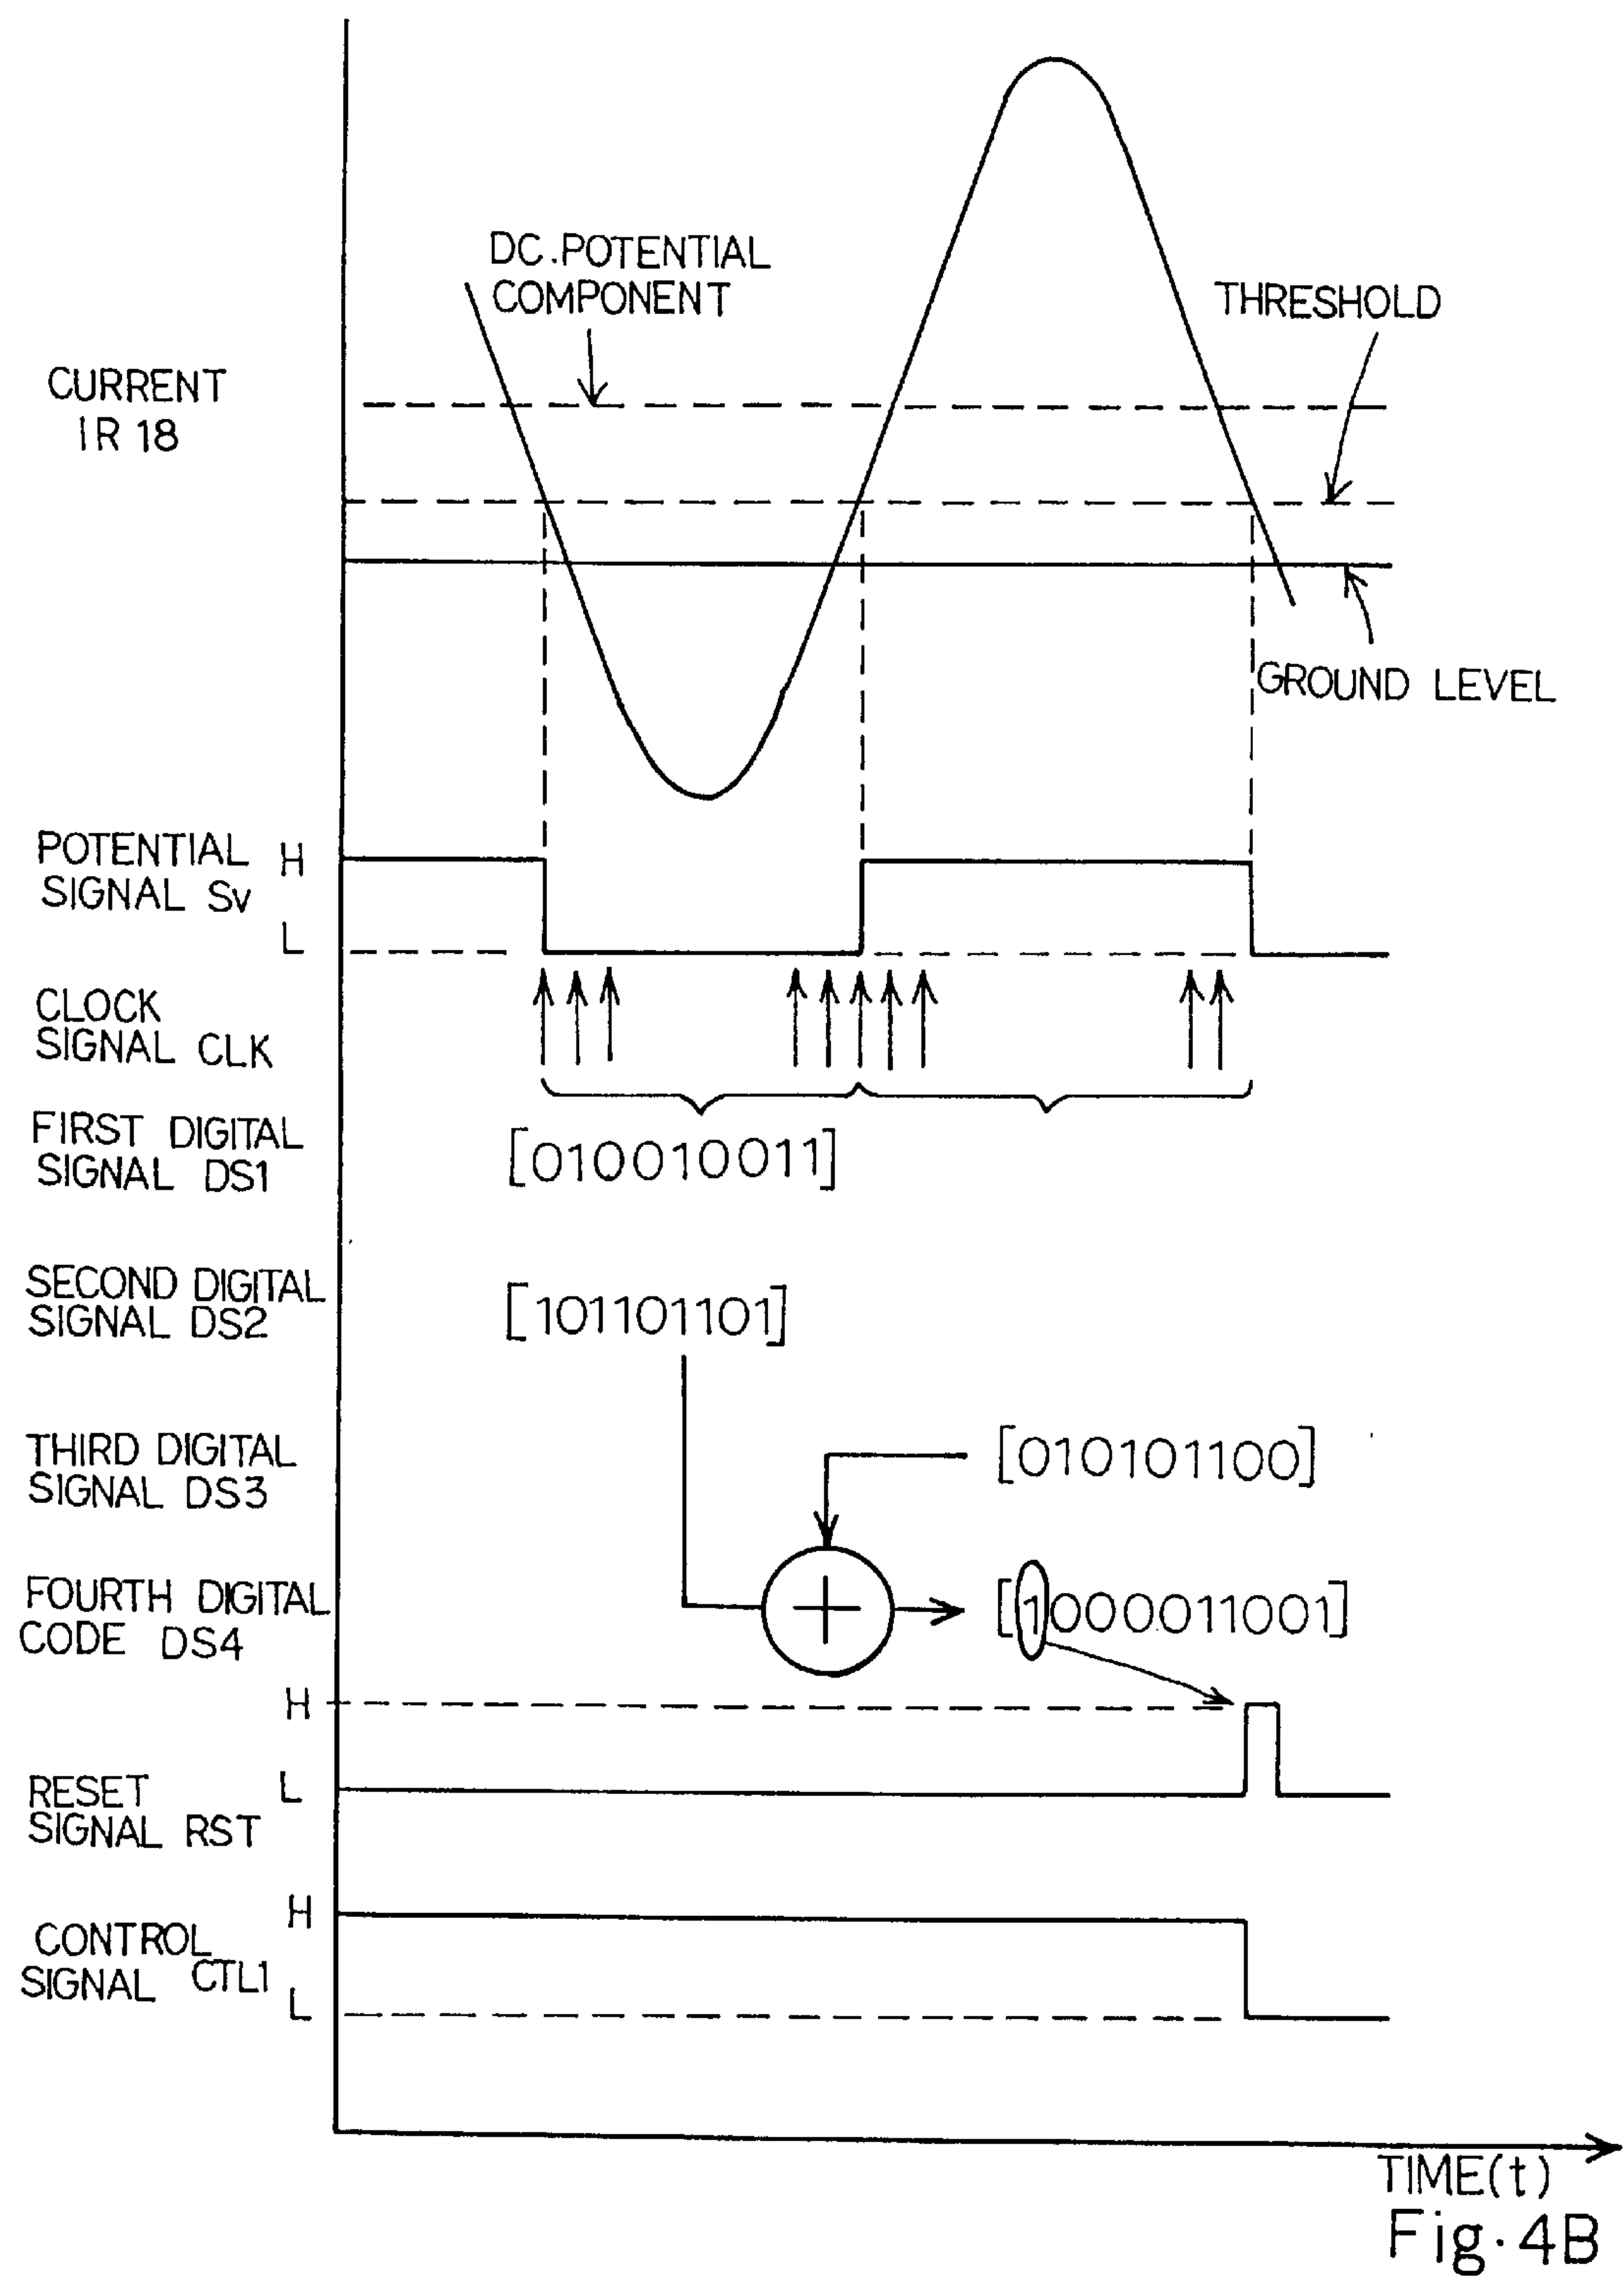 DC.POTENTIAL
COMPONENT
THRESHOLD
CURRENT
IR 18
GROUND LEVEL
POTENTIAL
SIGNAL Sv
H
L
CLOCK
SIGNAL CLK
FIRST DIGITAL
SIGNAL DS1
[010010011]
SECOND DIGITAL
SIGNAL DS2
[101101101]
THIRD DIGITAL
SIGNAL DS3
[010101100]
FOURTH DIGITAL
CODE DS4
+
[1000011001]
H
L
RESET
SIGNAL RST
H
CONTROL
SIGNAL CTL1
L
TIME(t)
Fig.4B